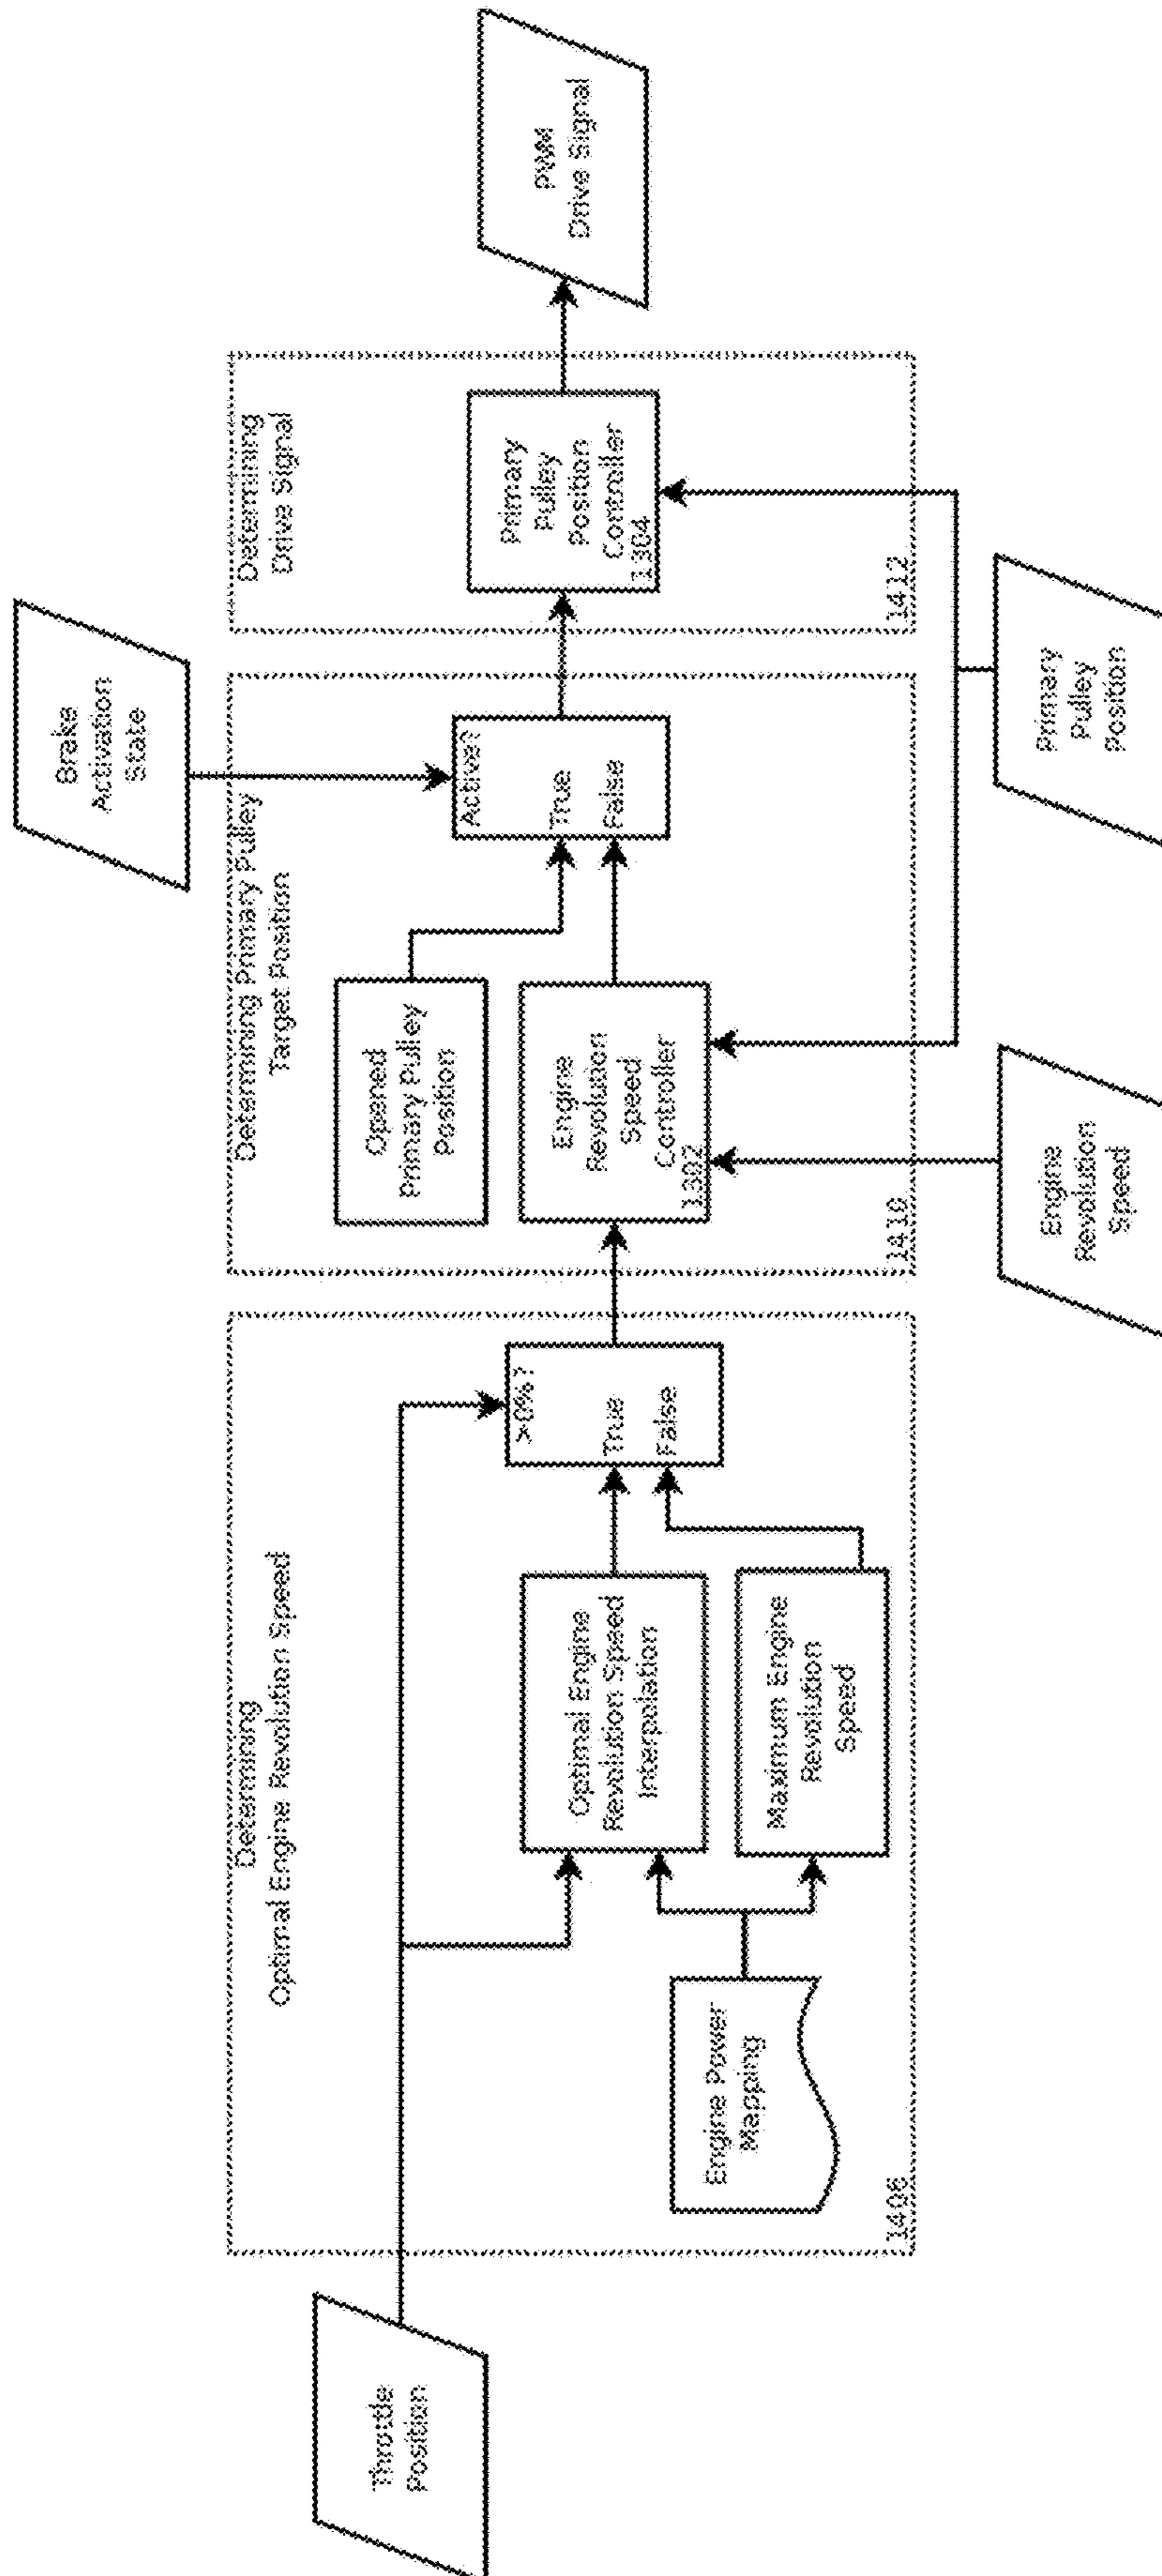 Throttle
Position
Determining
Optimal Engine Revolution Speed
Engine Power
Mapping
Optimal Engine
Revolution Speed
Interpolation
Maximum Engine
Revolution
Speed
>0%?
True
False
1406
Determining Primary Pulley
Target Position
Opened
Primary Pulley
Position
Engine
Revolution
Speed
Controller
1302
Active?
True
False
1410
Brake
Activation
State
Engine
Revolution
Speed
Determining
Drive Signal
Primary
Pulley
Position
Controller
1304
1412
Primary
Pulley
Position
PWM
Drive Signal